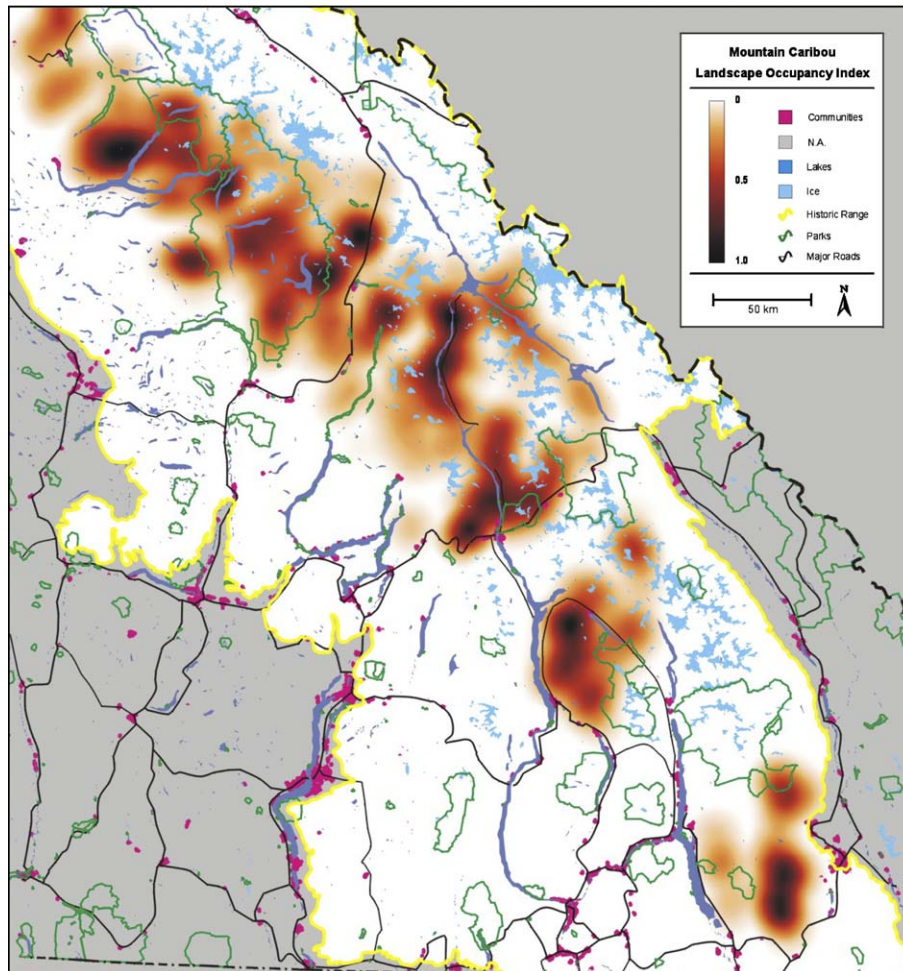 Mountain Caribou
Landscape Occupancy Index
0
0.5
1.0
Communities
N.A.
Lakes
Ice
Historic Range
Parks
Major Roads
50 km
N